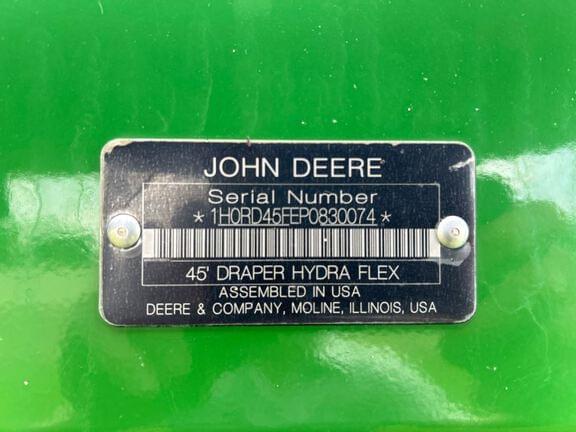 JOHN DEERE
Serial Number
*1H0RD45FEP0830074*
45' DRAPER HYDRA FLEX
ASSEMBLED IN USA
DEERE & COMPANY, MOLINE, ILLINOIS, USA